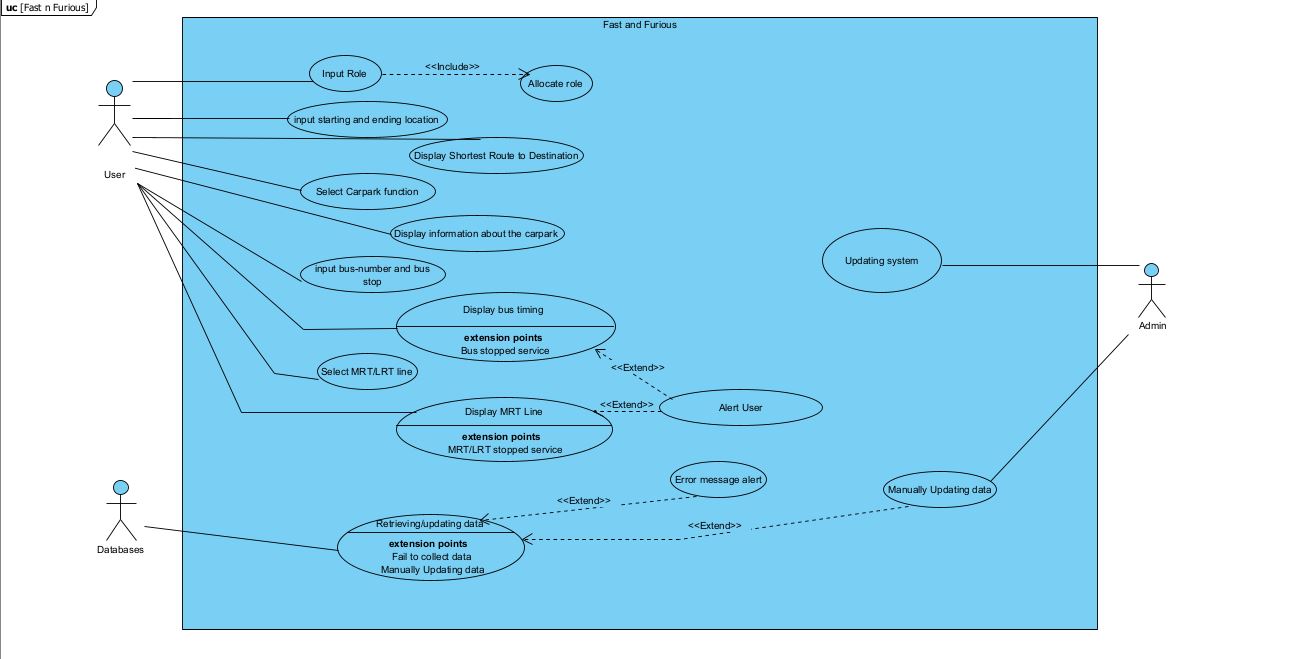 uc [Fast n Furious]
Fast and Furious
Input Role
<<Include>>
Allocate role
input starting and ending location
Display Shortest Route to Destination
User
Select Carpark function
Display information about the carpark
Updating system
input bus-number and bus
stop
Display bus timing
extension points
Bus stopped service
Admin
<<Extend>>
Select MRT/LRT line
<<Extend>>
Alert User
Display MRT Line
extension points
MRT/LRT stopped service
Error message alert
Manually Updating data
<<Extend>>
<<Extend>>
Retrieving/updating data
extension points
Fail to collect data
Manually Updating data
Databases